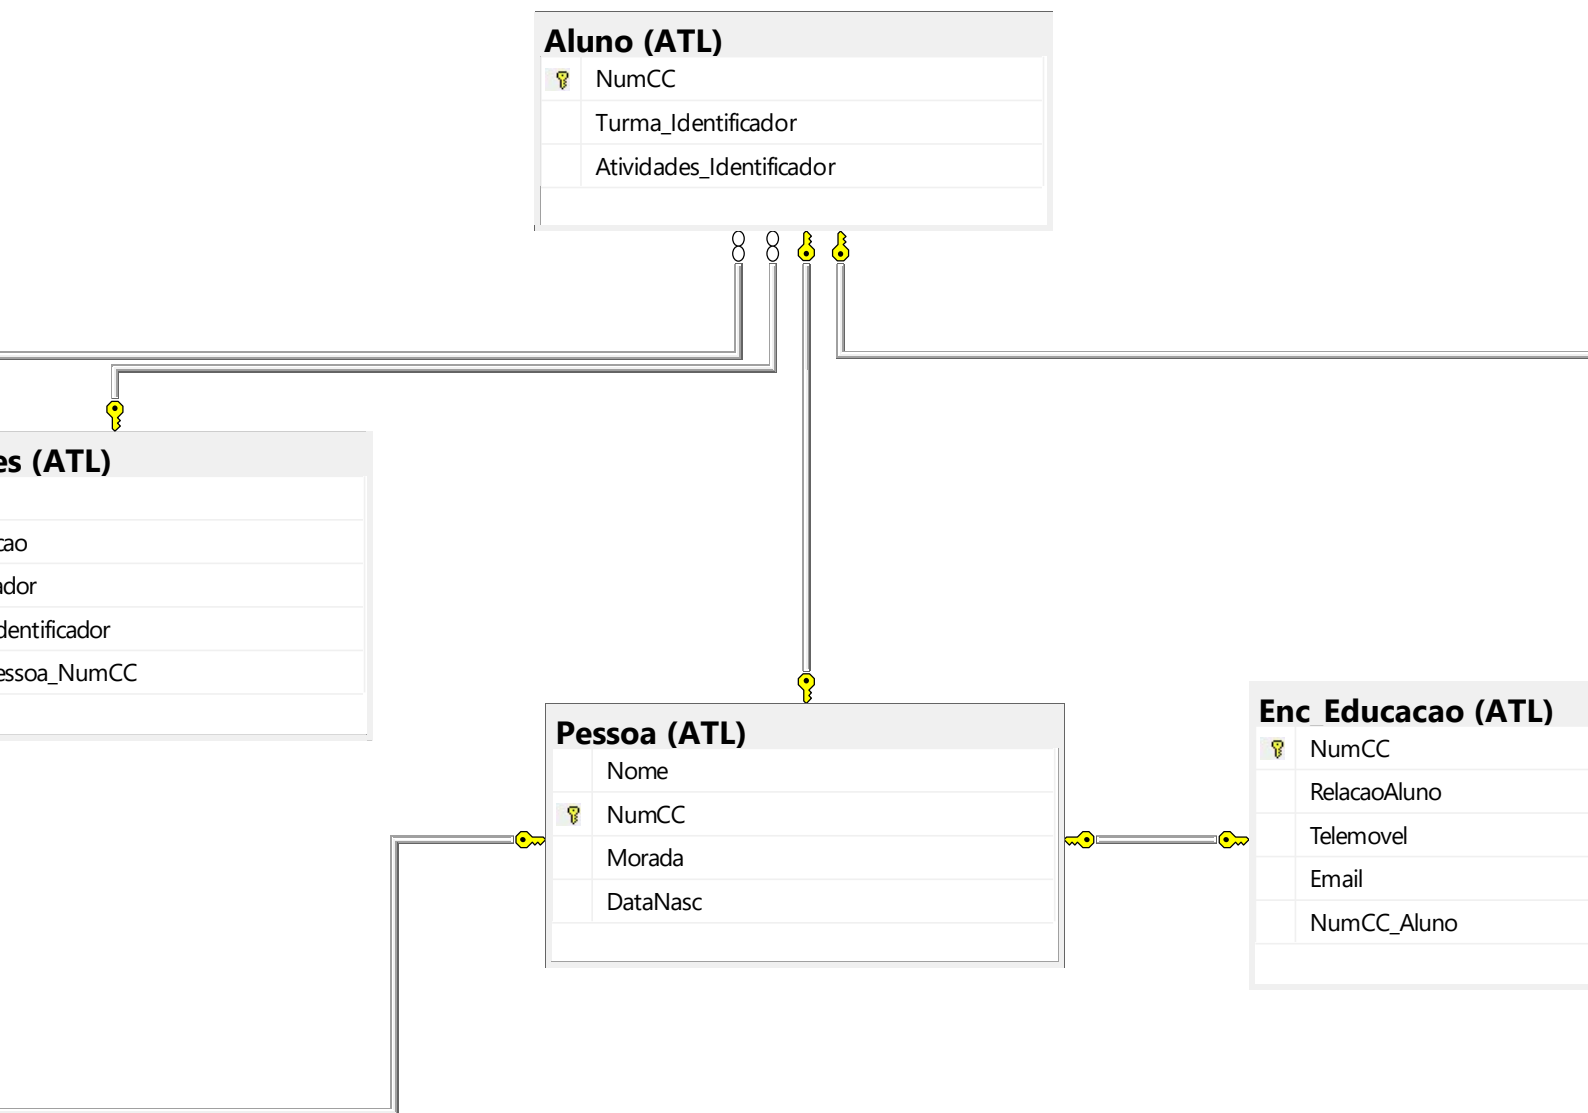 Aluno (ATL)
NumCC
Turma_Identificador
Atividades_Identificador
es (ATL)
cao
ador
dentificador
essoa_NumCC
Pessoa (ATL)
Nome
NumCC
Morada
DataNasc
Enc_Educacao (ATL)
NumCC
RelacaoAluno
Telemovel
Email
NumCC_Aluno